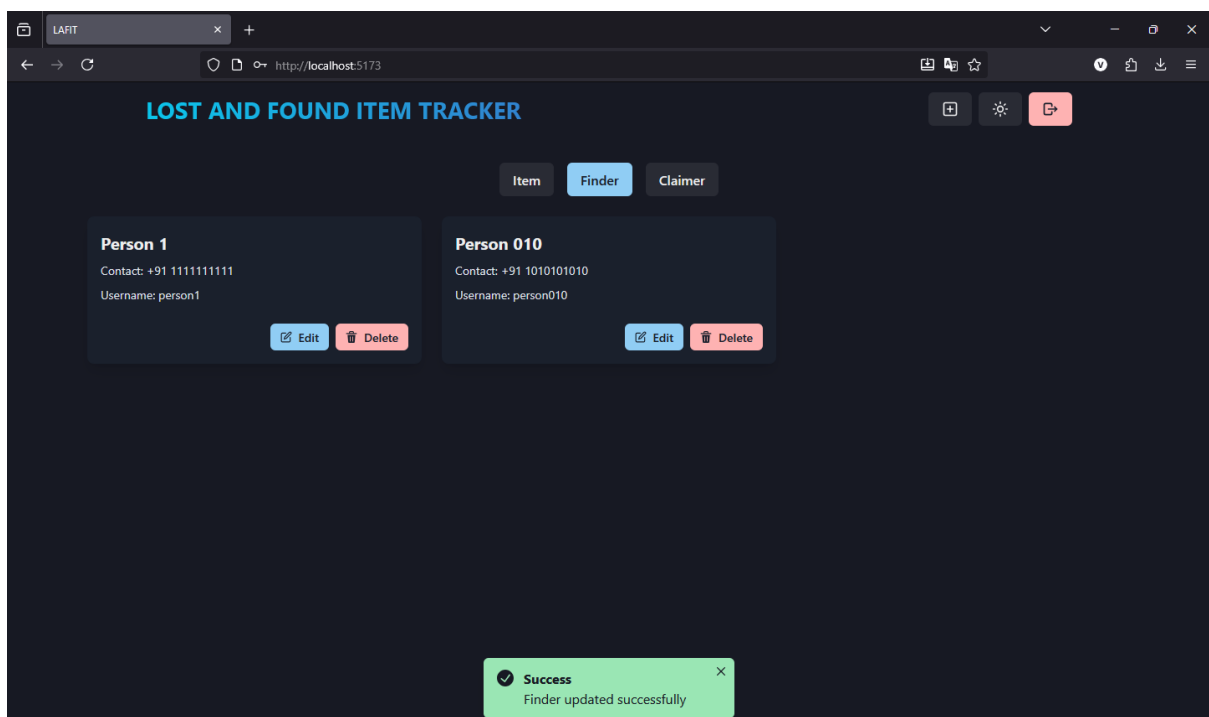 LAFIT
http://localhost:5173
V
LOST AND FOUND ITEM TRACKER
Item
Finder
Claimer
Person 1
Contact: +91 1111111111
Username: person1
Edit
Delete
Person 010
Contact: +91 1010101010
Username: person010
Edit
Delete
Success
Finder updated successfully